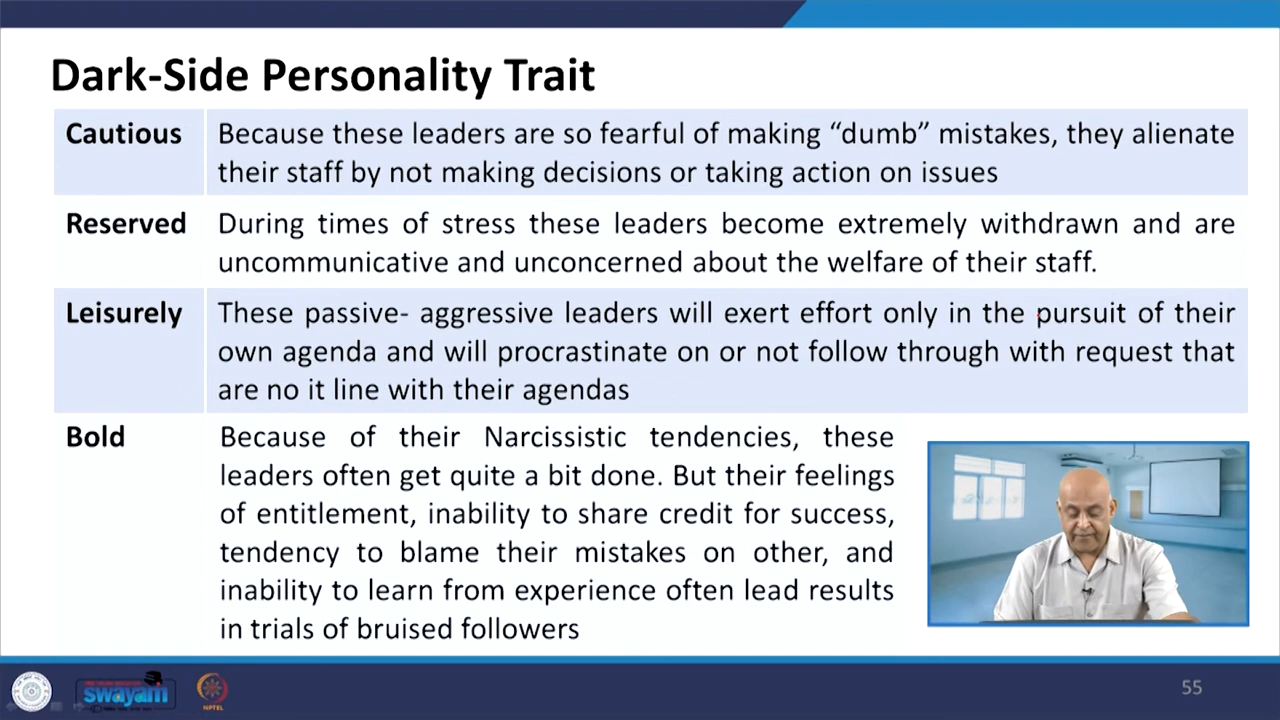 Dark-Side Personality Trait
Cautious
Because these leaders are so fearful of making “dumb” mistakes, they alienate
their staff by not making decisions or taking action on issues
Reserved
During times of stress these leaders become extremely withdrawn and are
uncommunicative and unconcerned about the welfare of their staff.
Leisurely
These passive- aggressive leaders will exert effort only in the pursuit of their
own agenda and will procrastinate on or not follow through with request that
are no it line with their agendas
Bold
Because of their Narcissistic tendencies, these
leaders often get quite a bit done. But their feelings
of entitlement, inability to share credit for success,
tendency to blame their mistakes on other, and
inability to learn from experience often lead results
in trials of bruised followers
swayam
NPTEL
55